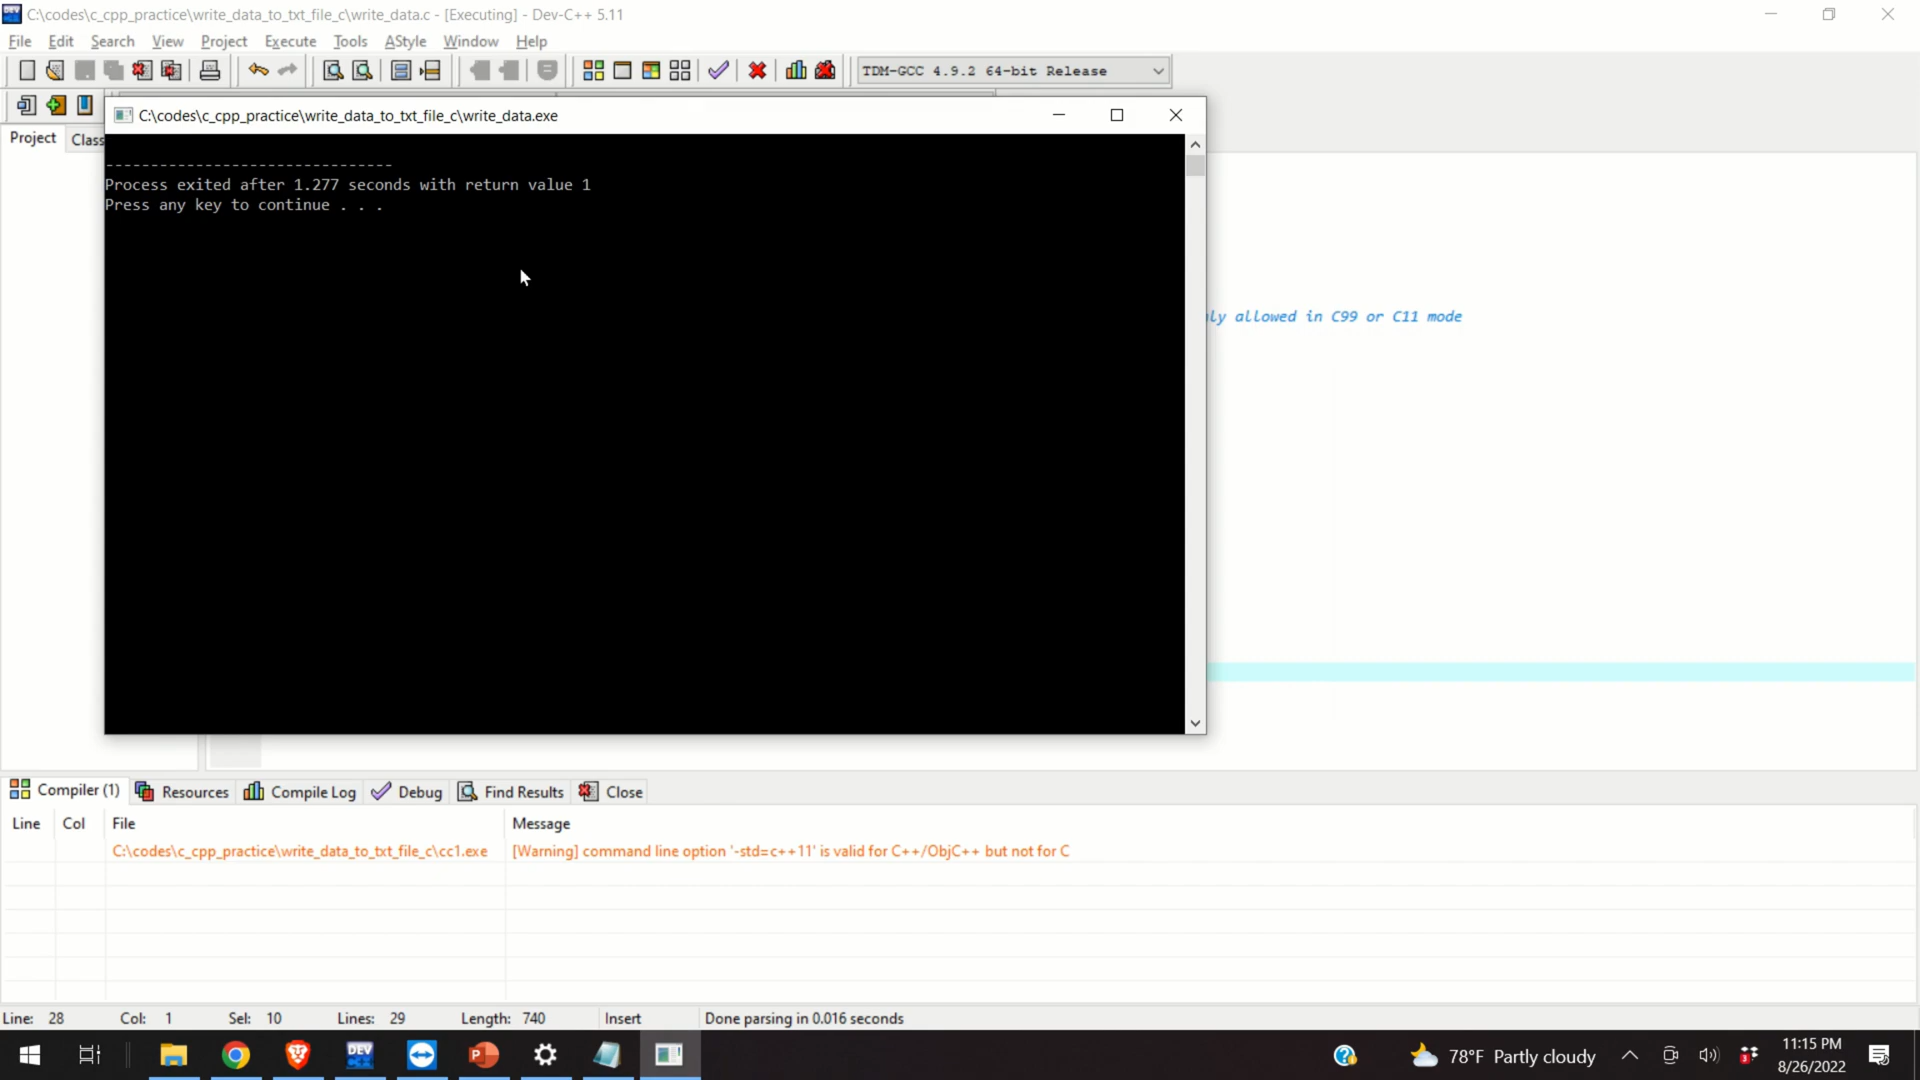 C:\codes\c_cpp_practice\write_data_to_txt_file_c\write_data.c - [Executing] - Dev-C++ 5.11
File Edit Search View Project Execute Tools AStyle Window Help
TDM-GCC 4.9.2 64-bit Release
C:\codes\c_cpp_practice\write_data_to_txt_file_c\write_data.exe
Project Class
--------------------------------
Process exited after 1.277 seconds with return value 1
Press any key to continue . . .
allowed in C99 or C11 mode
Compiler (1) Resources Compile Log Debug Find Results Close
Line Col File Message
C:\codes\c_cpp_practice\write_data_to_txt_file_c\cc1.exe [Warning] command line option '-std=c++11' is valid for C++/ObjC++ but not for C
Line: 28 Col: 1 Sel: 10 Lines: 29 Length: 740 Insert Done parsing in 0.016 seconds
DEV
78°F Partly cloudy
11:15 PM
8/26/2022